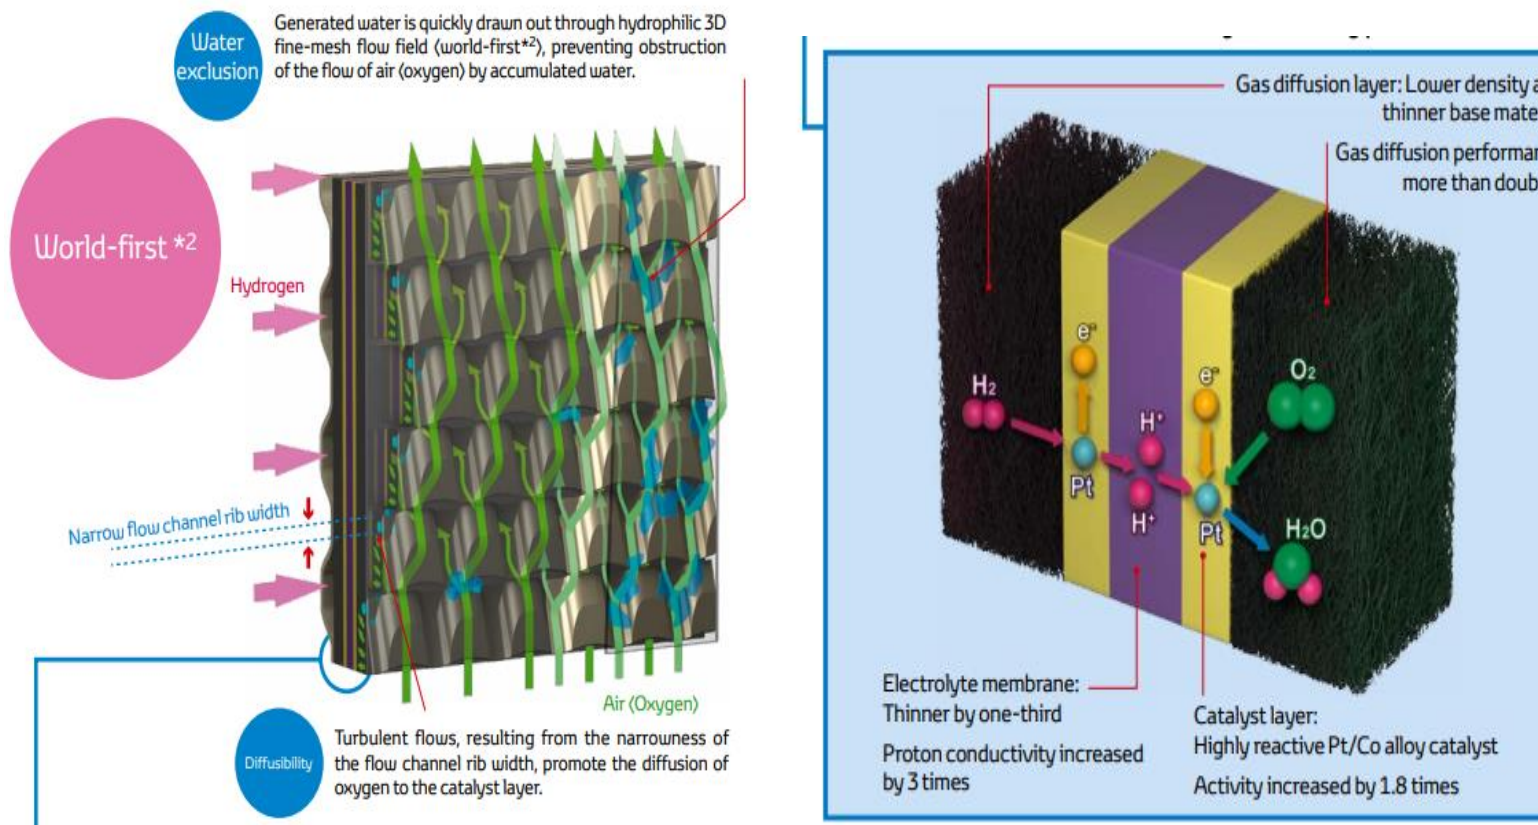 Water
exclusion
Generated water is quickly drawn out through hydrophilic 3D
fine-mesh flow field (world-first*2), preventing obstruction
of the flow of air (oxygen) by accumulated water.
World-first *2
Hydrogen
Narrow flow channel rib width
Air (Oxygen)
Diffusibility
Turbulent flows, resulting from the narrowness of
the flow channel rib width, promote the diffusion of
oxygen to the catalyst layer.
Gas diffusion layer: Lower density
thinner base
Gas diffusion
more than
e-
H2
Pt
H+
H+
e-
O2
Pt
H2O
Electrolyte membrane:
Thinner by one-third
Proton conductivity increased
by 3 times
Catalyst layer:
Highly reactive Pt/Co alloy catalyst
Activity increased by 1.8 times